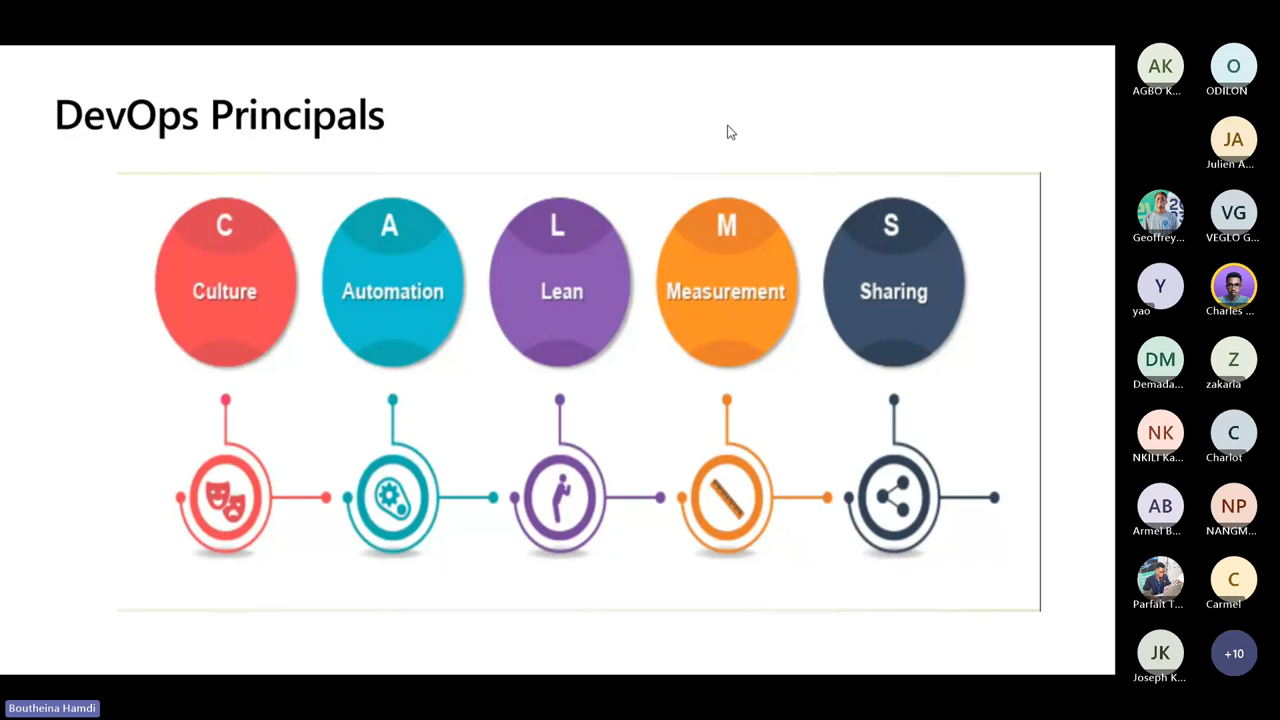 DevOps Principals
C
A
L
M
S
Culture
Automation
Lean
Measurement
Sharing
AK
AGBO K...
O
ODILON
JA
Julien A...
Geoffrey...
VG
VEGLO G...
Y
yao
Charles ...
DM
Demada...
Z
zakaria
NK
NKILI Ka...
C
Charlot
AB
Armel B...
NP
NANGM...
Parfait T...
C
Carmel
JK
Joseph K...
+10
Boutheina Hamdi